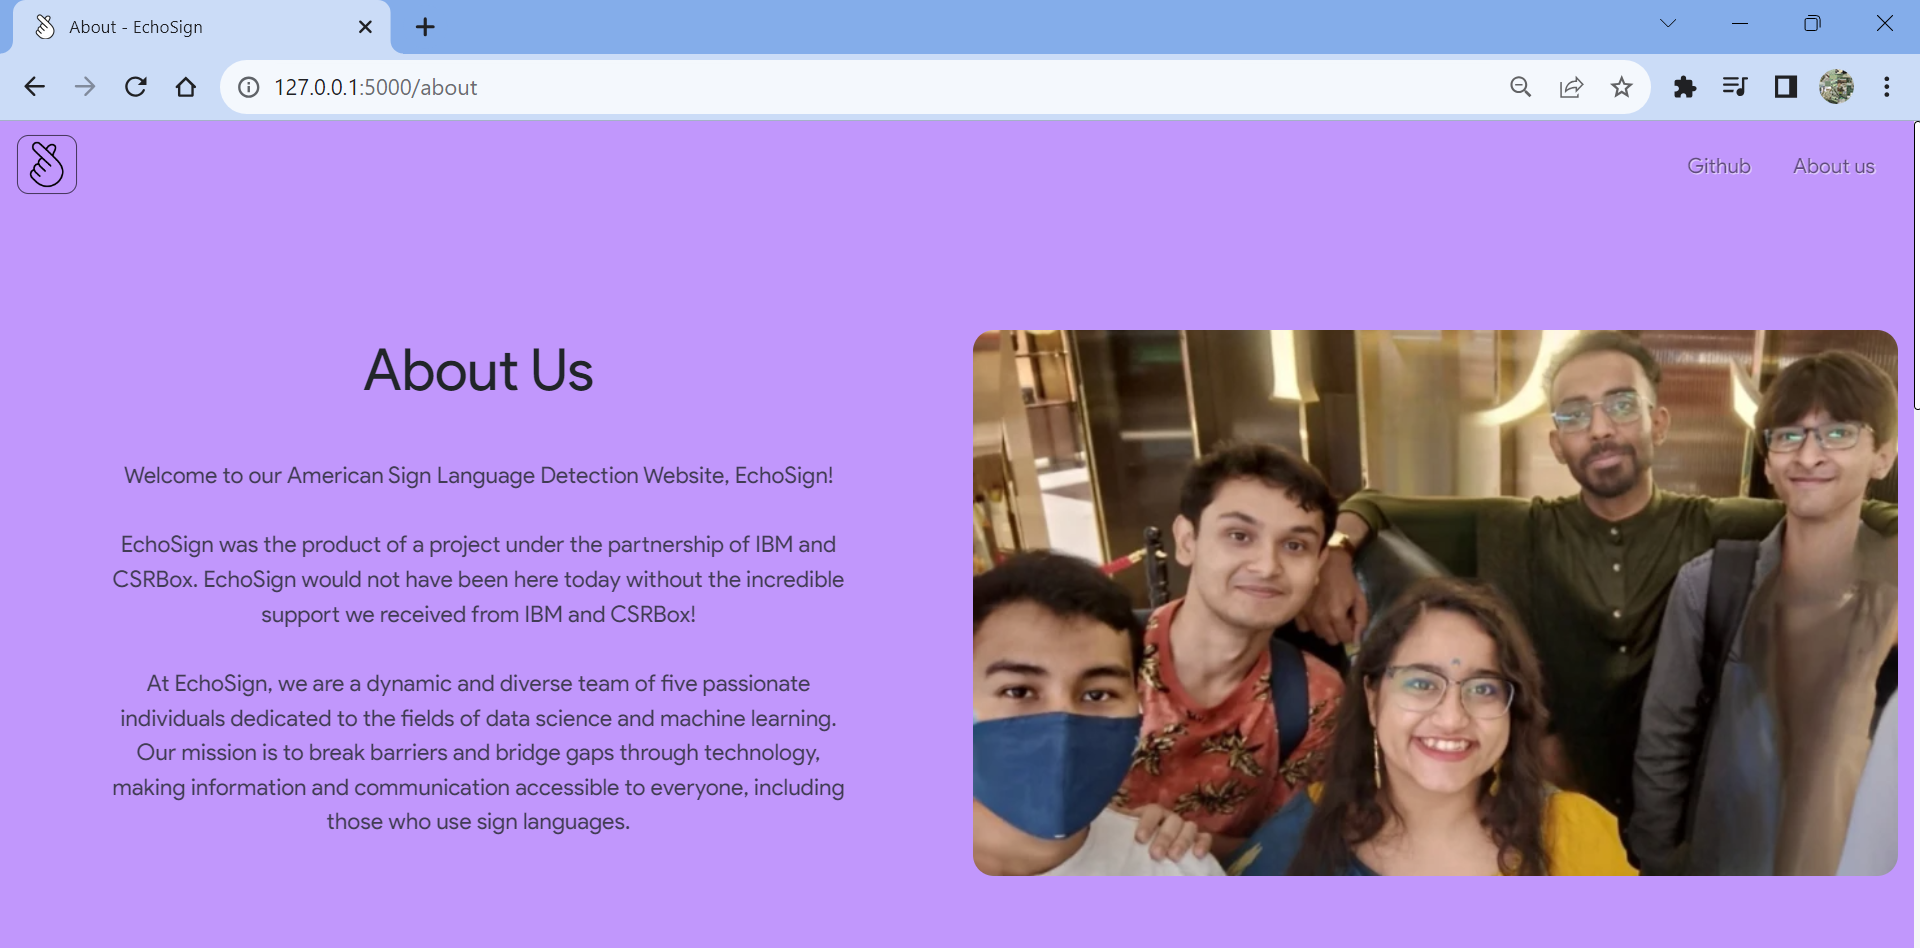 About - EchoSign
127.0.0.1:5000/about
Github
About us
About Us
Welcome to our American Sign Language Detection Website, EchoSign!
EchoSign was the product of a project under the partnership of IBM and
CSRBox. EchoSign would not have been here today without the incredible
support we received from IBM and CSRBox!
At EchoSign, we are a dynamic and diverse team of five passionate
individuals dedicated to the fields of data science and machine learning.
Our mission is to break barriers and bridge gaps through technology,
making information and communication accessible to everyone, including
those who use sign languages.